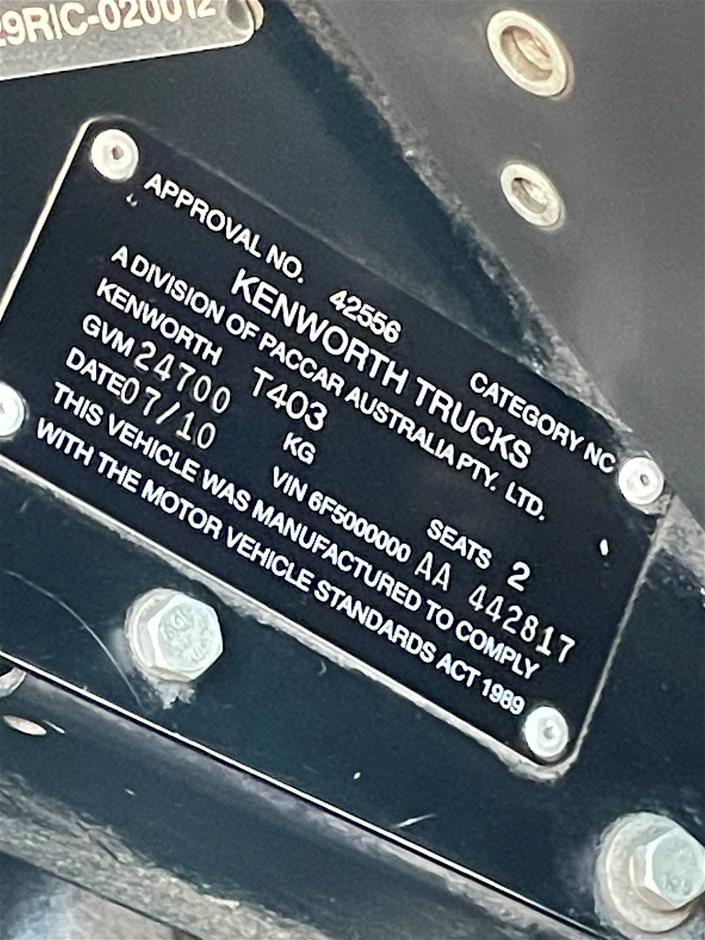 29RIC-020012
APPROVAL NO. 42556 CATEGORY NC
KENWORTH TRUCKS
A DIVISION OF PACCAR AUSTRALIA PTY. LTD.
KENWORTH T403 SEATS 2
GVM 24700 KG
DATE 07/10 VIN 6F5000000 AA 442817
THIS VEHICLE WAS MANUFACTURED TO COMPLY
WITH THE MOTOR VEHICLE STANDARDS ACT 1989